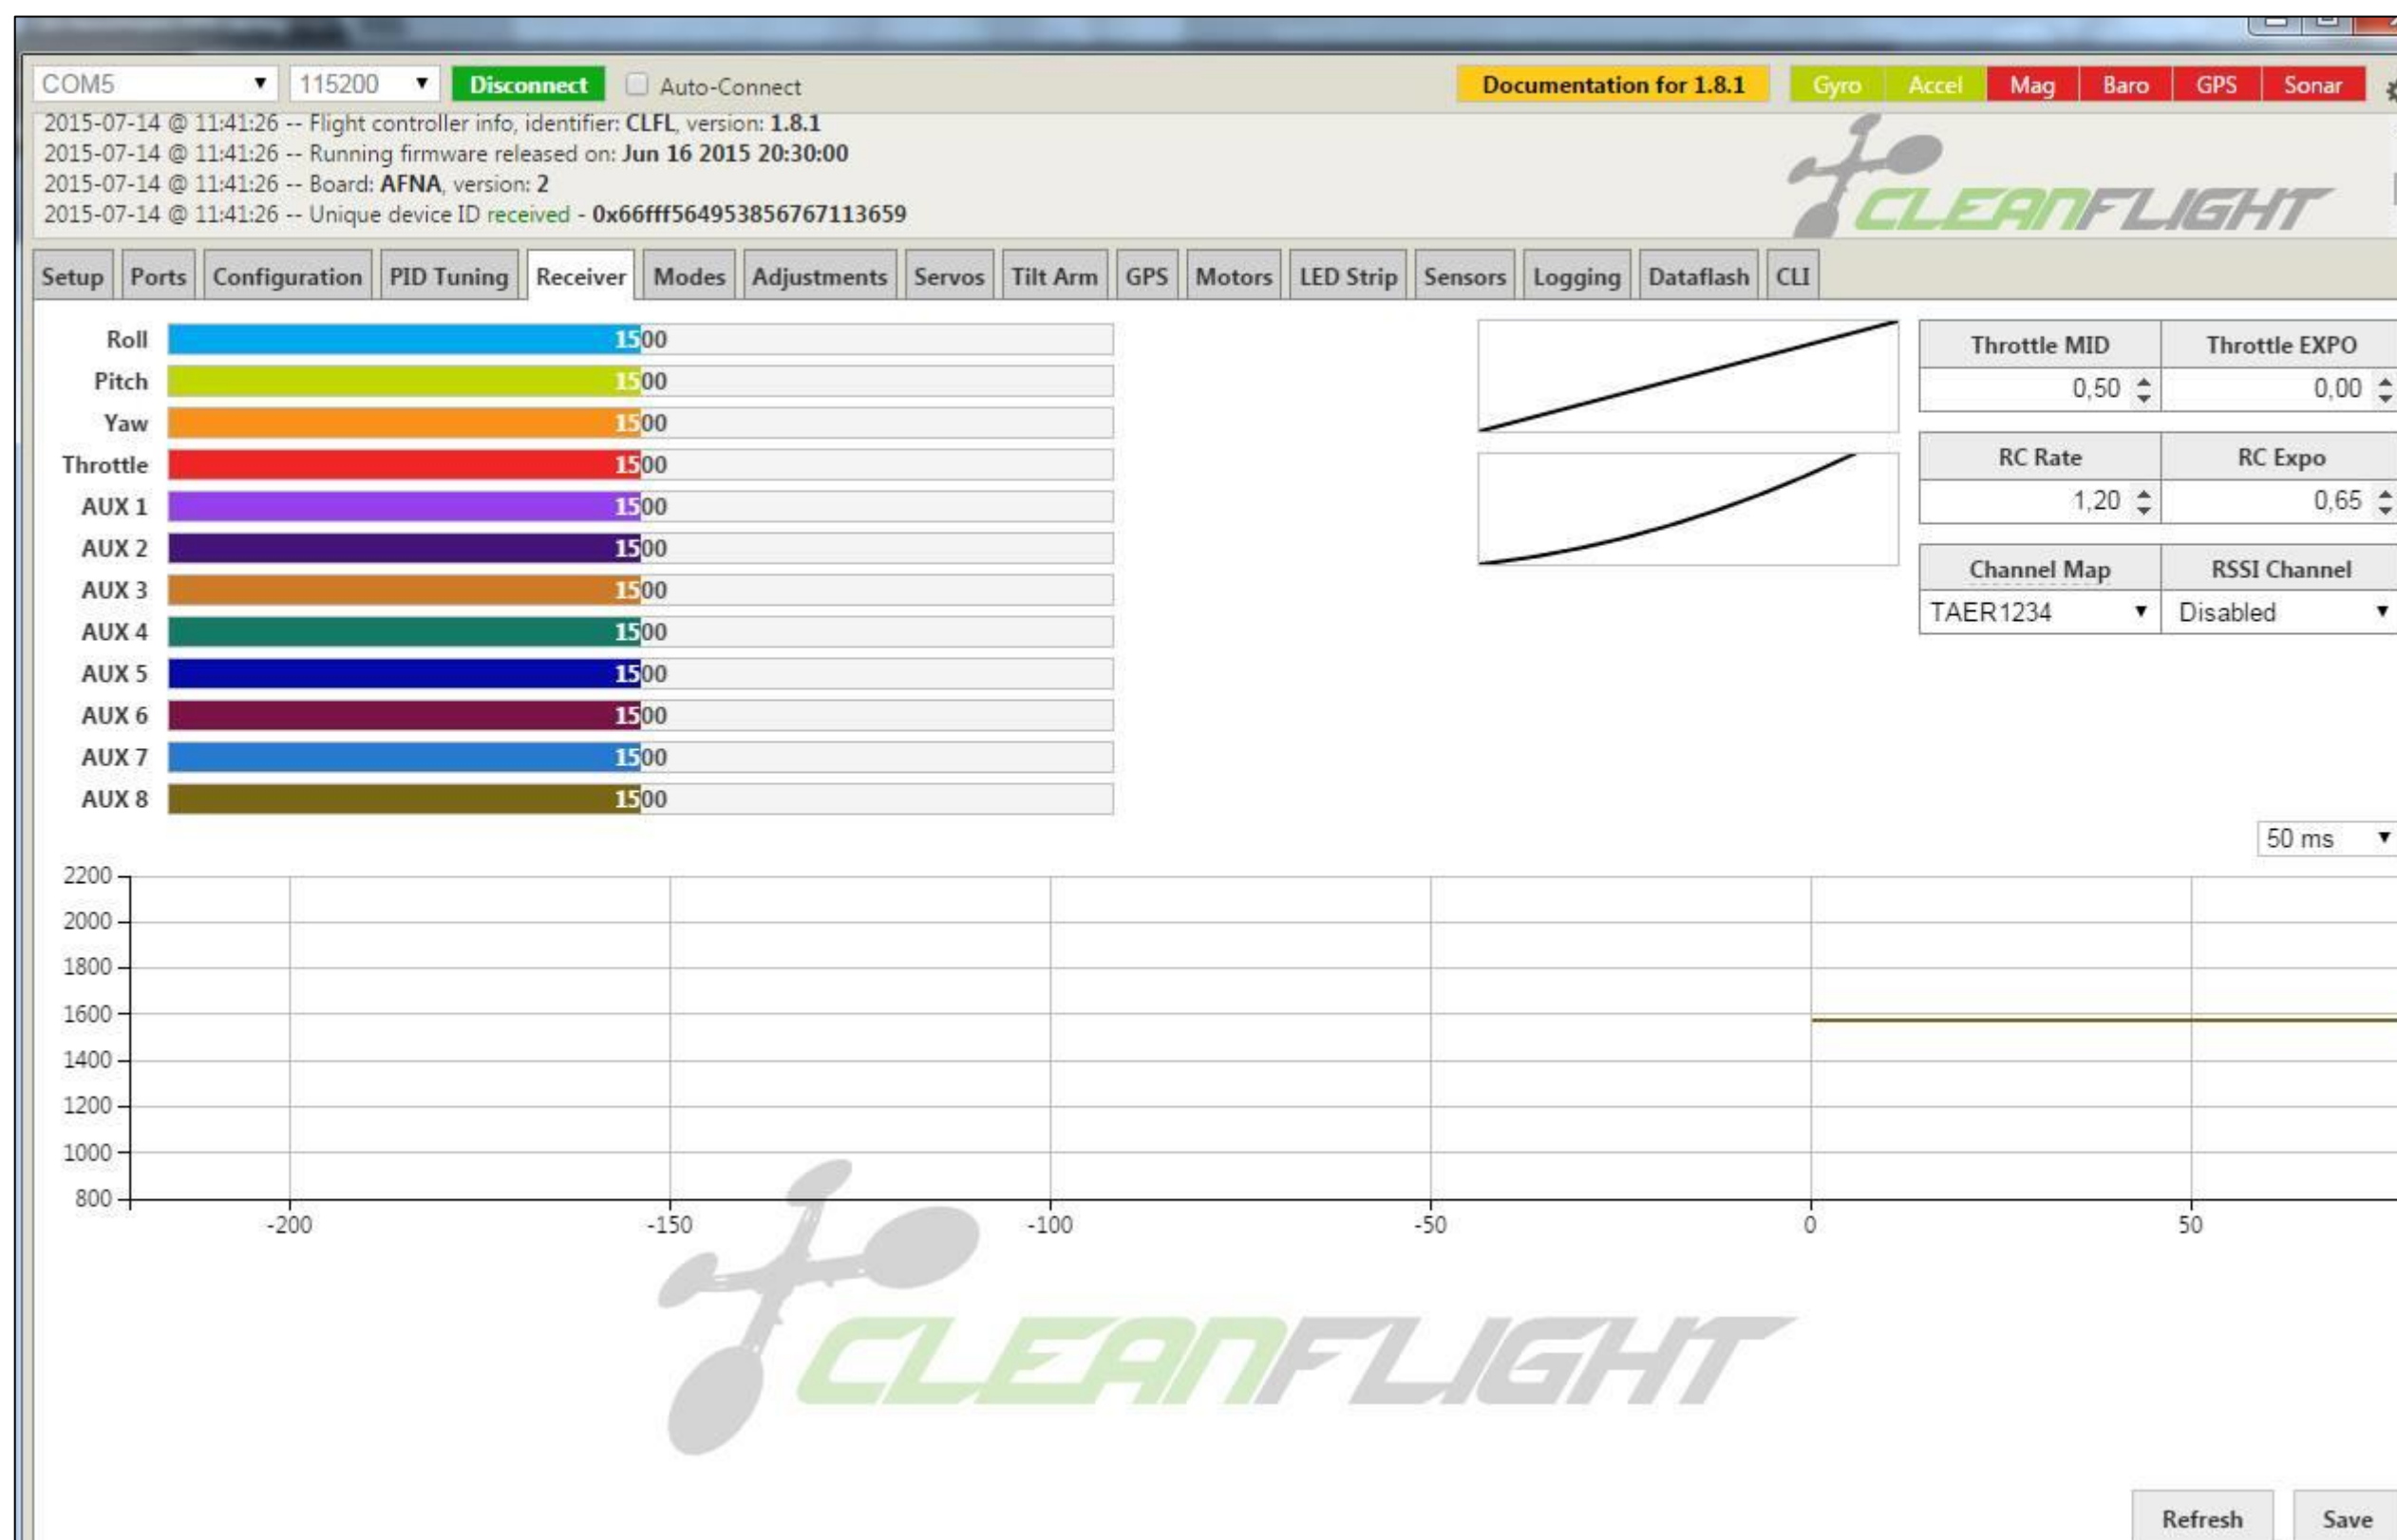 COM5 115200 Disconnect Auto-Connect Documentation for 1.8.1 Gyro Accel Mag Baro GPS Sonar
2015-07-14 @ 11:41:26 -- Flight controller info, identifier: CLFL, version: 1.8.1
2015-07-14 @ 11:41:26 -- Running firmware released on: Jun 16 2015 20:30:00
2015-07-14 @ 11:41:26 -- Board: AFNA, version: 2
2015-07-14 @ 11:41:26 -- Unique device ID received - 0x66fff564953856767113659
CLEANFLIGHT
Setup Ports Configuration PID Tuning Receiver Modes Adjustments Servos Tilt Arm GPS Motors LED Strip Sensors Logging Dataflash CLI
Roll 1500
Pitch 1500
Yaw 1500
Throttle 1500
AUX 1 1500
AUX 2 1500
AUX 3 1500
AUX 4 1500
AUX 5 1500
AUX 6 1500
AUX 7 1500
AUX 8 1500
Throttle MID Throttle EXPO
0,50 0,00
RC Rate RC Expo
1,20 0,65
Channel Map RSSI Channel
TAER1234 Disabled
50 ms
2200
2000
1800
1600
1400
1200
1000
800
-200 -150 -100 -50 0 50
CLEANFLIGHT
Refresh Save